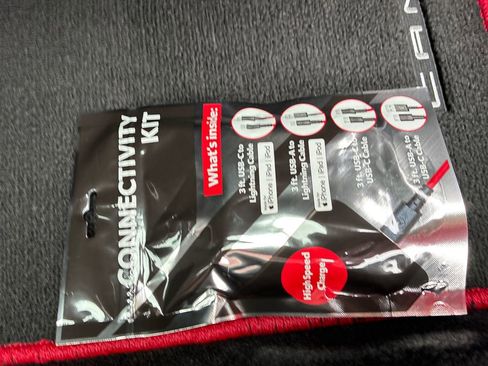 CONNECTIVITY
KIT
What's inside:
3 ft. USB-C to
Lightning Cable
iPhone | iPad | iPod
3 ft. USB-A to
Lightning Cable
iPhone | iPad | iPod
3 ft. USB-C to
USB-C Cable
3 ft. USB-A to
USB-C Cable
High Speed
Charge